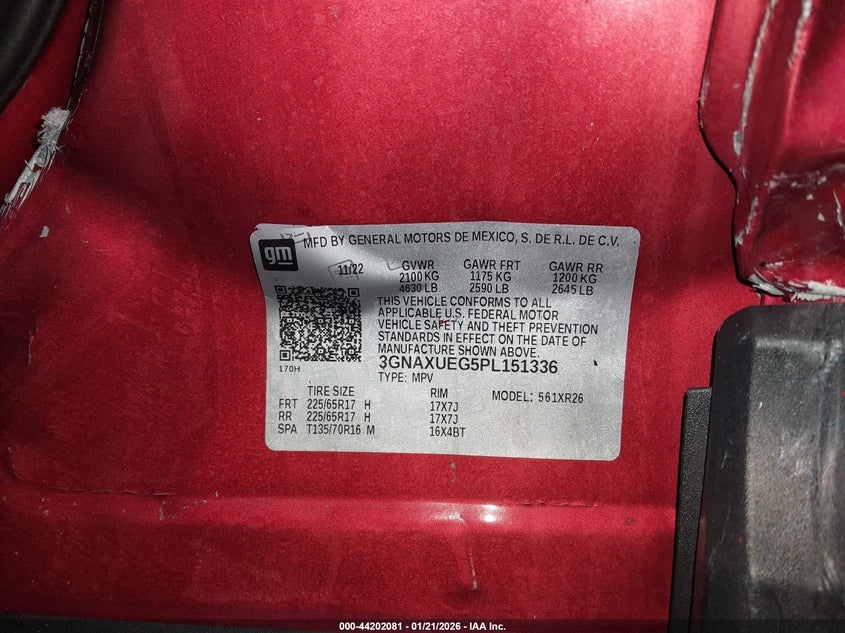 MFD BY GENERAL MOTORS DE MEXICO, S. DE R.L. DE C.V.
gm
11/22 GVWR GAWR FRT GAWR RR
2100 KG 1175 KG 1200 KG
4630 LB 2590 LB 2645 LB
THIS VEHICLE CONFORMS TO ALL
APPLICABLE U.S. FEDERAL MOTOR
VEHICLE SAFETY AND THEFT PREVENTION
STANDARDS IN EFFECT ON THE DATE OF
MANUFACTURE SHOWN ABOVE.
170H
3GNAXUEG5PL151336
TYPE: MPV
TIRE SIZE RIM MODEL: 561XR26
FRT 225/65R17 H 17X7J
RR 225/65R17 H 17X7J
SPA T135/70R16 M 16X4BT
000-44202081 - 01/21/2026 - IAA Inc.